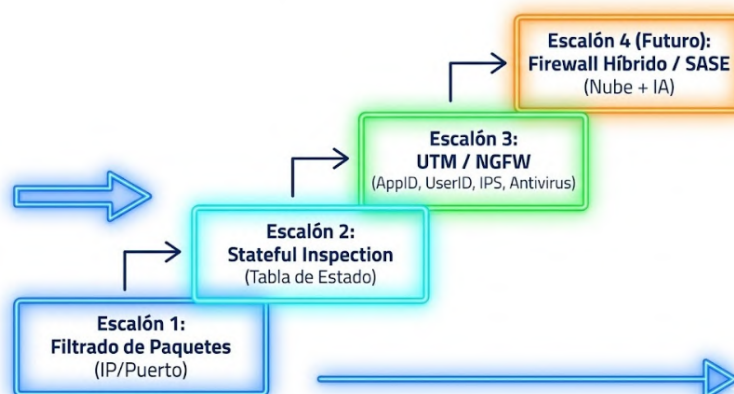 Escalón 4 (Futuro):
Firewall Híbrido / SASE
(Nube + IA)
Escalón 3:
UTM / NGFW
(AppID, UserID, IPS, Antivirus)
Escalón 2:
Stateful Inspection
(Tabla de Estado)
Escalón 1:
Filtrado de Paquetes
(IP/Puerto)